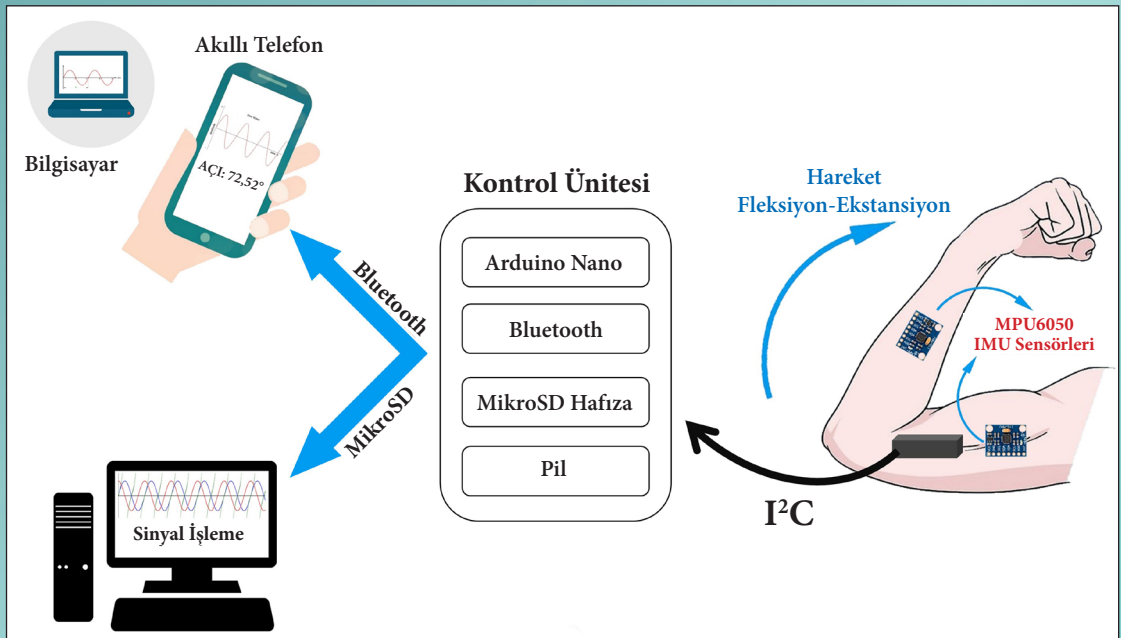 Akıllı Telefon
Bilgisayar
AÇI: 72,52°
Bluetooth
MikroSD
Sinyal İşleme
Kontrol Ünitesi
Arduino Nano
Bluetooth
MikroSD Hafıza
Pil
Hareket
Fleksiyon-Ekstansiyon
MPU6050
IMU Sensörleri
I²C